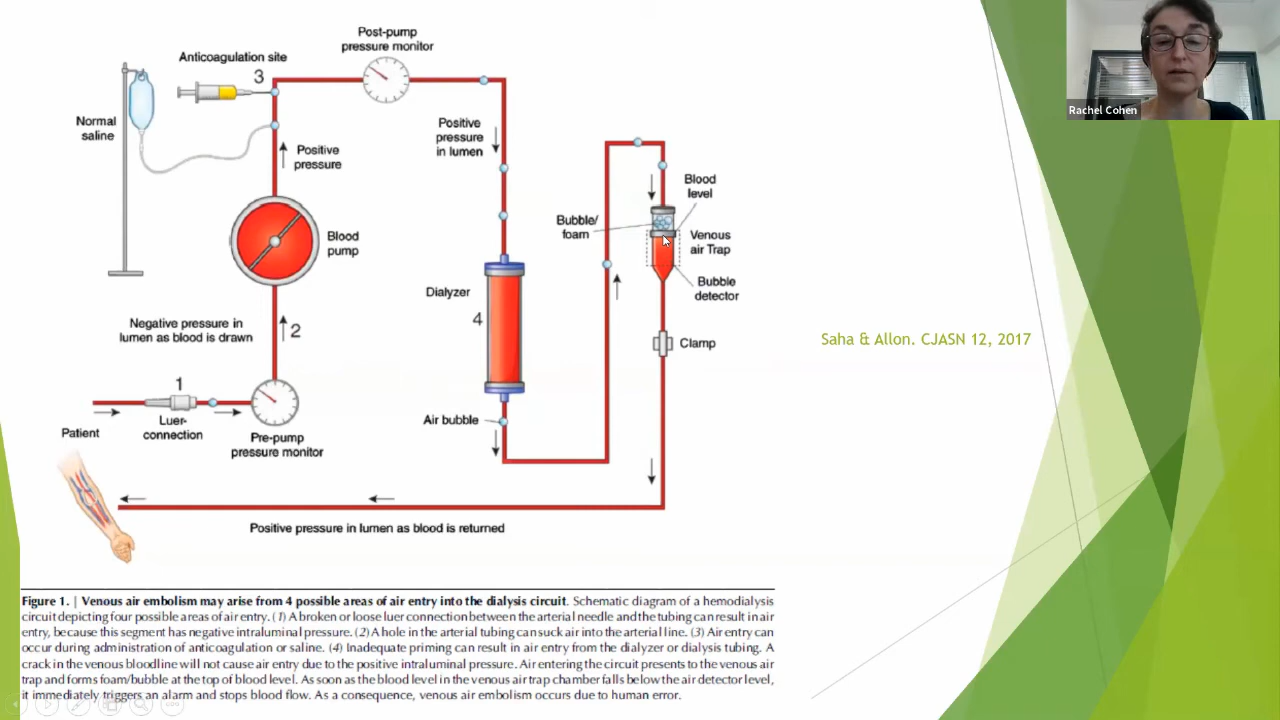 Post-pump
pressure monitor
Anticoagulation site
3
Normal
saline
Positive
pressure
Positive
pressure
in lumen
Blood
pump
Bubble/
foam
Blood
level
Venous
air Trap
Bubble
detector
Dialyzer
4
Negative pressure in
lumen as blood is drawn
2
Clamp
1
Luer-
connection
Patient
Pre-pump
pressure monitor
Air bubble
Positive pressure in lumen as blood is returned
Saha & Allon. CJASN 12, 2017
Rachel Cohen
Figure 1. | Venous air embolism may arise from 4 possible areas of air entry into the dialysis circuit. Schematic diagram of a hemodialysis
circuit depicting four possible areas of air entry. (1) A broken or loose luer connection between the arterial needle and the tubing can result in air
entry, because this segment has negative intraluminal pressure. (2) A hole in the arterial tubing can suck air into the arterial line. (3) Air entry can
occur during administration of anticoagulation or saline. (4) Inadequate priming can result in air entry from the dialyzer or dialysis tubing. A
crack in the venous bloodline will not cause air entry due to the positive intraluminal pressure. Air entering the circuit presents to the venous air
trap and forms foam/bubble at the top of blood level. As soon as the blood level in the venous air trap chamber falls below the air detector level,
it immediately triggers an alarm and stops blood flow. As a consequence, venous air embolism occurs due to human error.